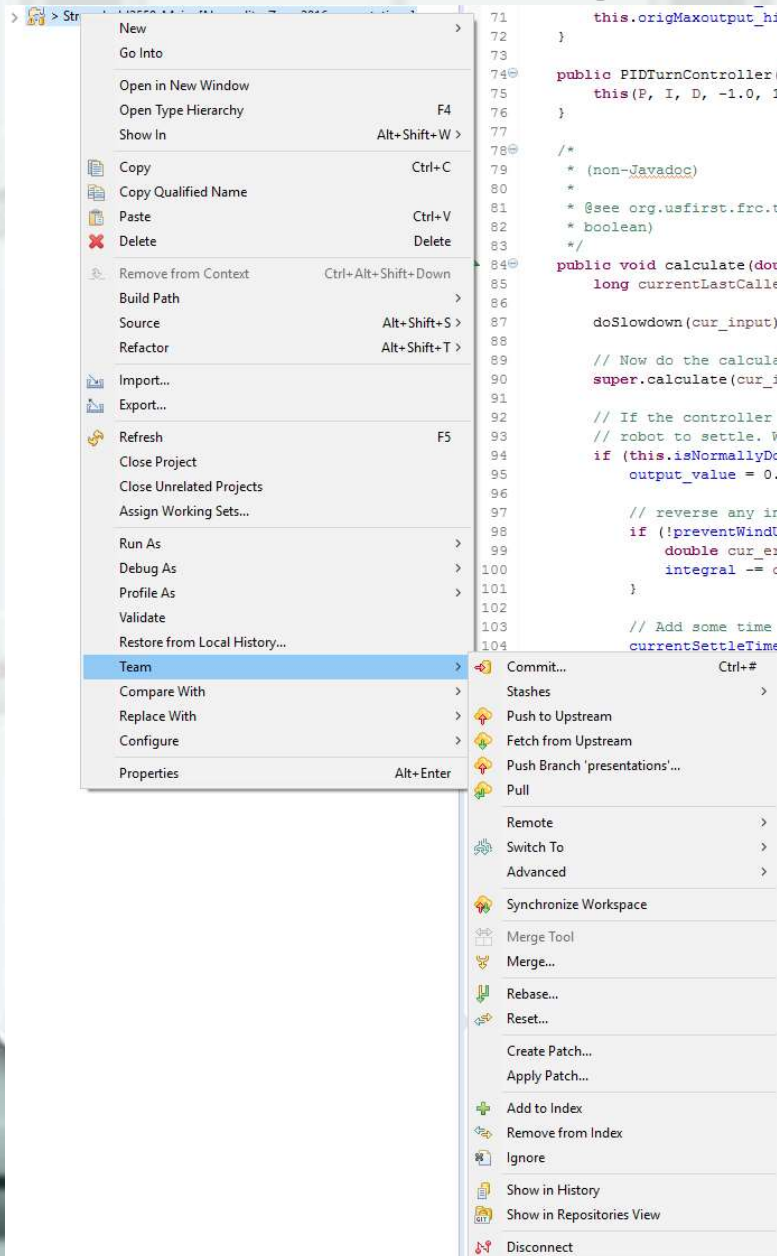 > Str
New >
Go Into
Open in New Window
Open Type Hierarchy F4
Show In Alt+Shift+W >
Copy Ctrl+C
Copy Qualified Name
Paste Ctrl+V
Delete Delete
Remove from Context Ctrl+Alt+Shift+Down
Build Path >
Source Alt+Shift+S >
Refactor Alt+Shift+T >
Import...
Export...
Refresh F5
Close Project
Close Unrelated Projects
Assign Working Sets...
Run As >
Debug As >
Profile As >
Validate
Restore from Local History...
Team >
Compare With >
Replace With >
Configure >
Properties Alt+Enter
71 this.origMaxoutput_hi
72 }
73
74 public PIDTurnController(
75 this(P, I, D, -1.0, 1
76 }
77
78 /*
79 * (non-Javadoc)
80 *
81 * @see org.usfirst.frc.t
82 * boolean)
83 */
84 public void calculate(dou
85 long currentLastCalle
86
87 doSlowdown(cur_input)
88
89 // Now do the calcula
90 super.calculate(cur_i
91
92 // If the controller
93 // robot to settle. W
94 if (this.isNormallyDo
95 output_value = 0.
96
97 // reverse any in
98 if (!preventWindU
99 double cur_er
100 integral -= c
101 }
102
103 // Add some time
104 currentSettleTime
Commit... Ctrl+#
Stashes >
Push to Upstream
Fetch from Upstream
Push Branch 'presentations'...
Pull
Remote >
Switch To >
Advanced >
Synchronize Workspace
Merge Tool
Merge...
Rebase...
Reset...
Create Patch...
Apply Patch...
Add to Index
Remove from Index
Ignore
Show in History
Show in Repositories View
Disconnect